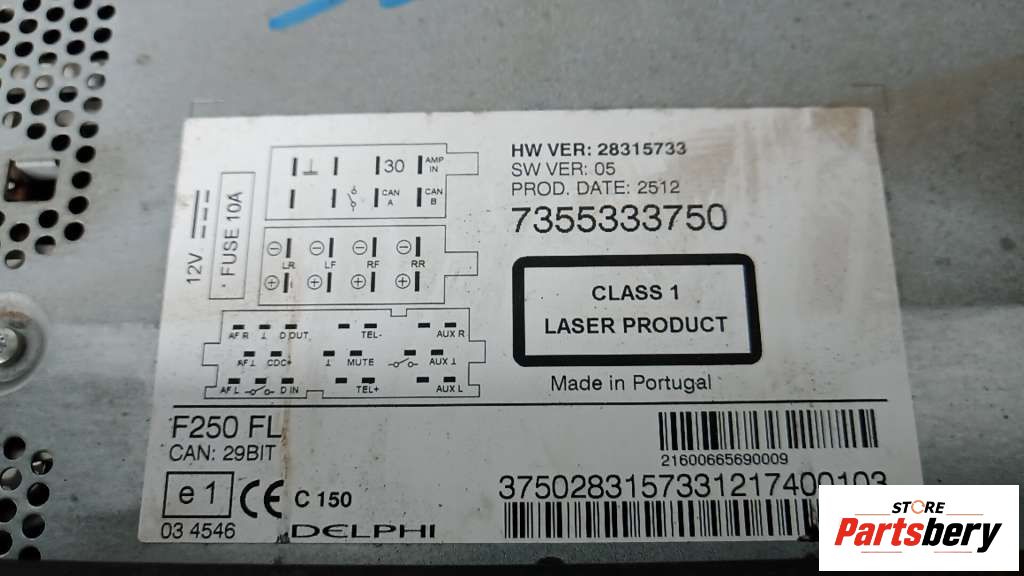 HW VER: 28315733
SW VER: 05
PROD. DATE: 2512
7355333750
12V
FUSE 10A
30 AMP IN
CAN A CAN B
LR LF RF RR
AF R D OUT. TEL- AUX R
AF CDC+ MUTE AUX
AF L D IN TEL+ AUX L
CLASS 1
LASER PRODUCT
Made in Portugal
F250 FL
CAN: 29BIT
21600665690009
e1 CE C 150
3750283157331217400103
03 4546 DELPHI
STORE
Partsbery